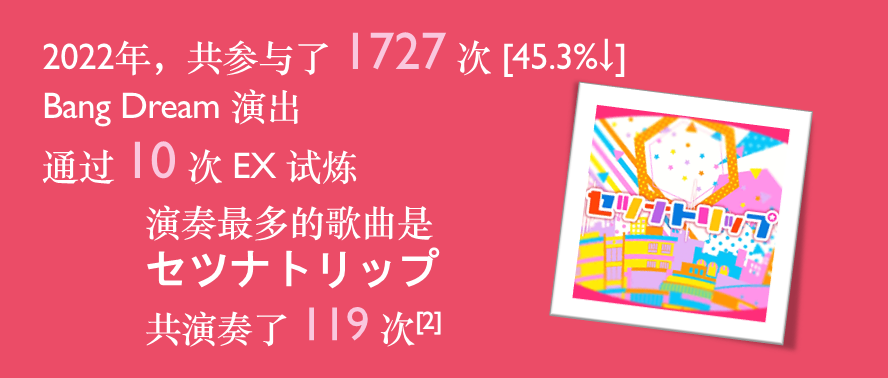 2022年，共参与了 1727 次 [45.3%↓]
Bang Dream 演出
通过 10 次 EX 试炼
演奏最多的歌曲是
セツナトリップ
共演奏了 119 次[2]
セツナトリップ